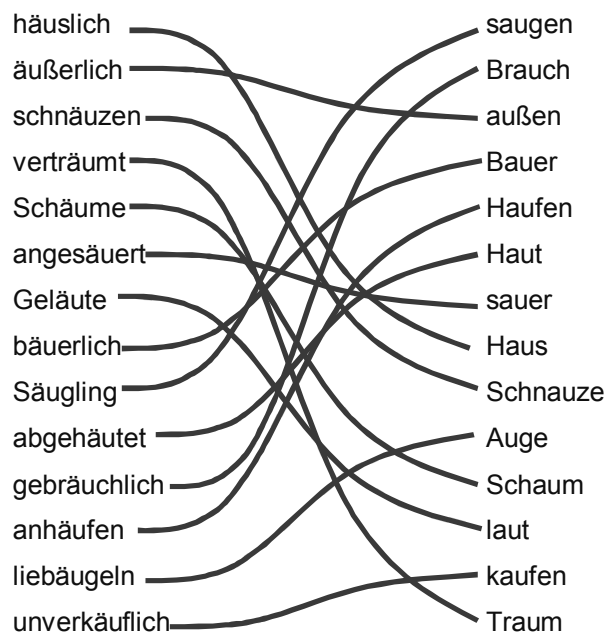 häuslich saugen
äußerlich Brauch
schnäuzen außen
verträumt Bauer
Schäume Haufen
angesäuert Haut
Geläute sauer
bäuerlich Haus
Säugling Schnauze
abgehäutet Auge
gebräuchlich Schaum
anhäufen laut
liebäugeln kaufen
unverkäuflich Traum